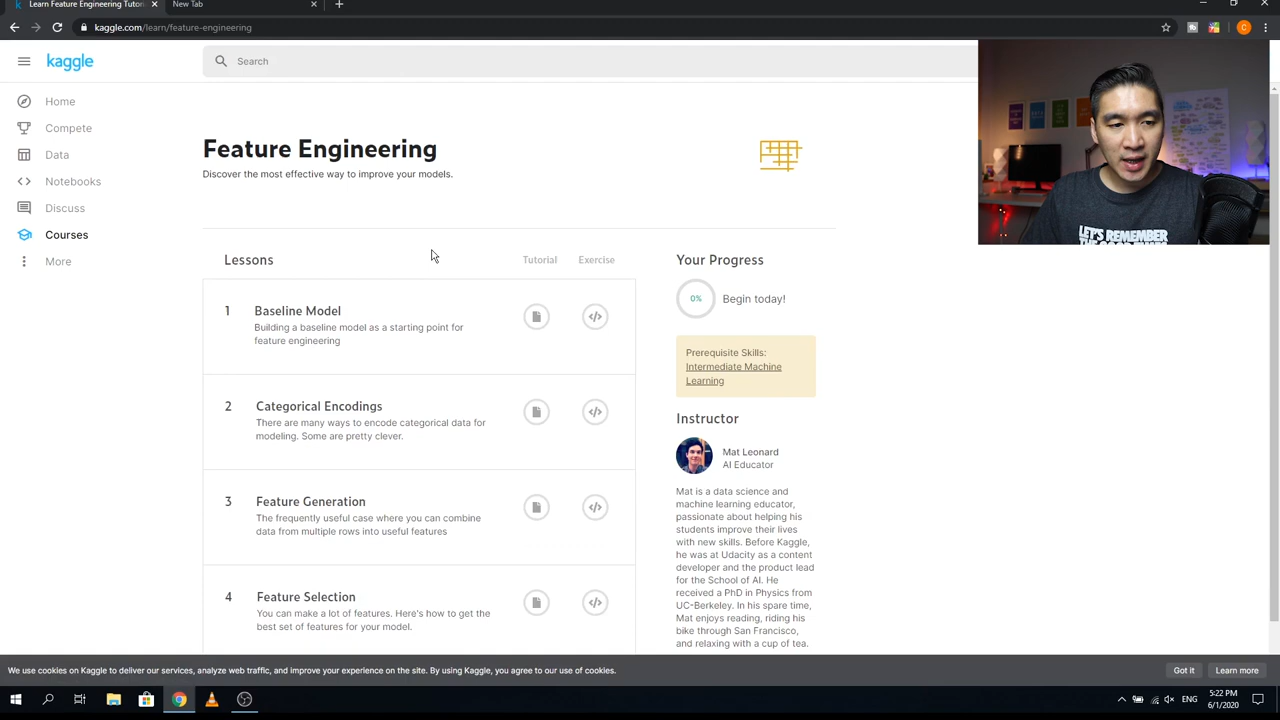 Learn Feature Engineering Tutor
New Tab
kaggle.com/learn/feature-engineering
C
kaggle
Search
Home
Compete
Data
Notebooks
Discuss
Courses
More
Feature Engineering
Discover the most effective way to improve your models.
Lessons
Tutorial
Exercise
1
Baseline Model
Building a baseline model as a starting point for
feature engineering
2
Categorical Encodings
There are many ways to encode categorical data for
modeling. Some are pretty clever.
3
Feature Generation
The frequently useful case where you can combine
data from multiple rows into useful features
4
Feature Selection
You can make a lot of features. Here's how to get the
best set of features for your model.
Your Progress
0%
Begin today!
Prerequisite Skills:
Intermediate Machine
Learning
Instructor
Mat Leonard
AI Educator
Mat is a data science and
machine learning educator,
passionate about helping his
students improve their lives
with new skills. Before Kaggle,
he was at Udacity as a content
developer and the product lead
for the School of AI. He
received a PhD in Physics from
UC-Berkeley. In his spare time,
Mat enjoys reading, riding his
bike through San Francisco,
and relaxing with a cup of tea.
LET'S REMEMBER
We use cookies on Kaggle to deliver our services, analyze web traffic, and improve your experience on the site. By using Kaggle, you agree to our use of cookies.
Got it
Learn more
ENG
5:22 PM
6/1/2020